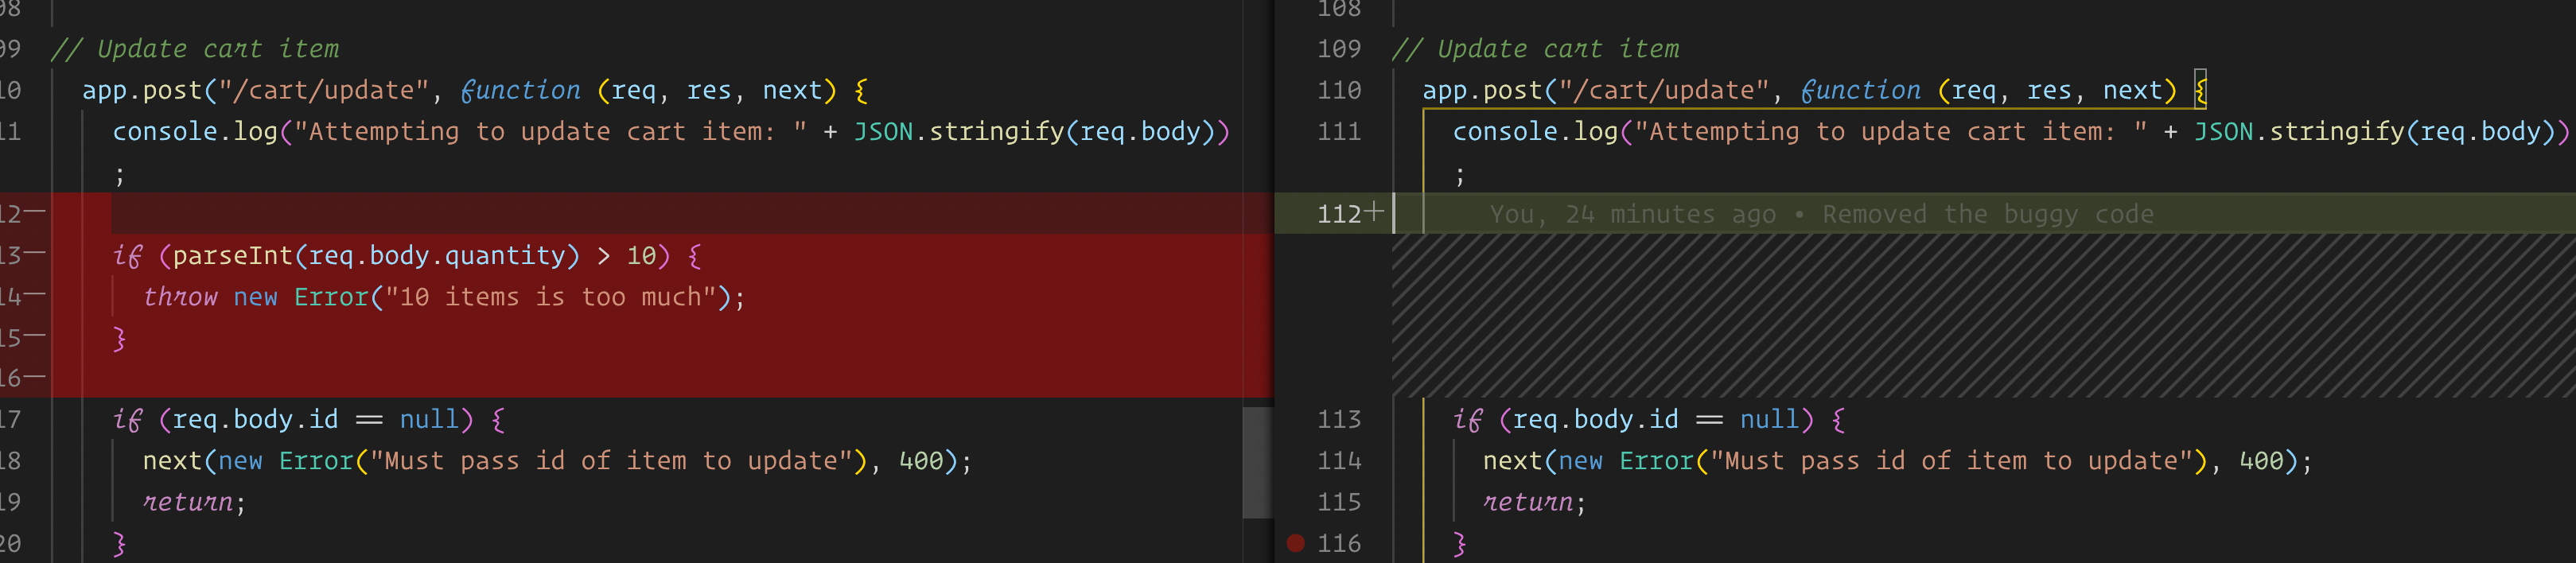 08
09 // Update cart item
10 app.post("/cart/update", function (req, res, next) {
11 console.log("Attempting to update cart item: " + JSON.stringify(req.body))
;
12—
13— if (parseInt(req.body.quantity) > 10) {
14— throw new Error("10 items is too much");
15— }
16—
17 if (req.body.id == null) {
18 next(new Error("Must pass id of item to update"), 400);
19 return;
20 }
108
109 // Update cart item
110 app.post("/cart/update", function (req, res, next) {
111 console.log("Attempting to update cart item: " + JSON.stringify(req.body))
;
112+ You, 24 minutes ago • Removed the buggy code
113 if (req.body.id == null) {
114 next(new Error("Must pass id of item to update"), 400);
115 return;
116 }